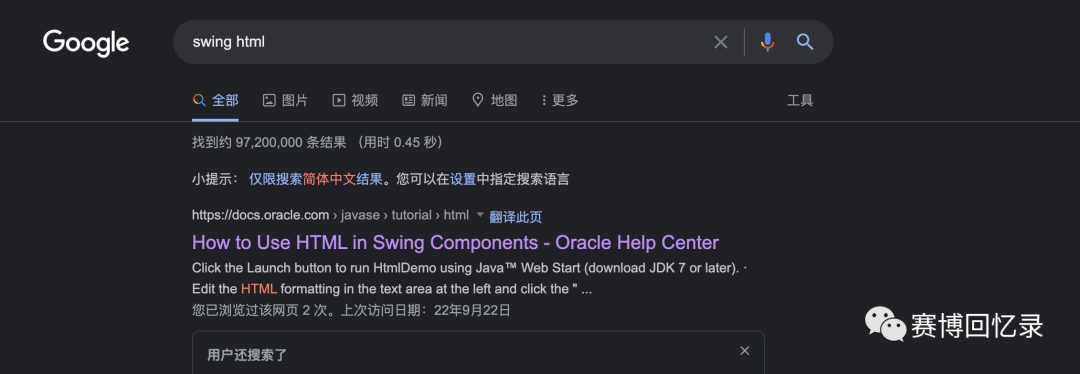 Google
swing html
全部 图片 视频 新闻 地图 更多 工具
找到约 97,200,000 条结果 （用时 0.45 秒）
小提示： 仅限搜索简体中文结果。您可以在设置中指定搜索语言
https://docs.oracle.com › javase › tutorial › html 翻译此页
How to Use HTML in Swing Components - Oracle Help Center
Click the Launch button to run HtmlDemo using Java™ Web Start (download JDK 7 or later). ·
Edit the HTML formatting in the text area at the left and click the " ...
您已浏览过该网页 2 次。上次访问日期：22年9月22日
赛博回忆录
用户还搜索了